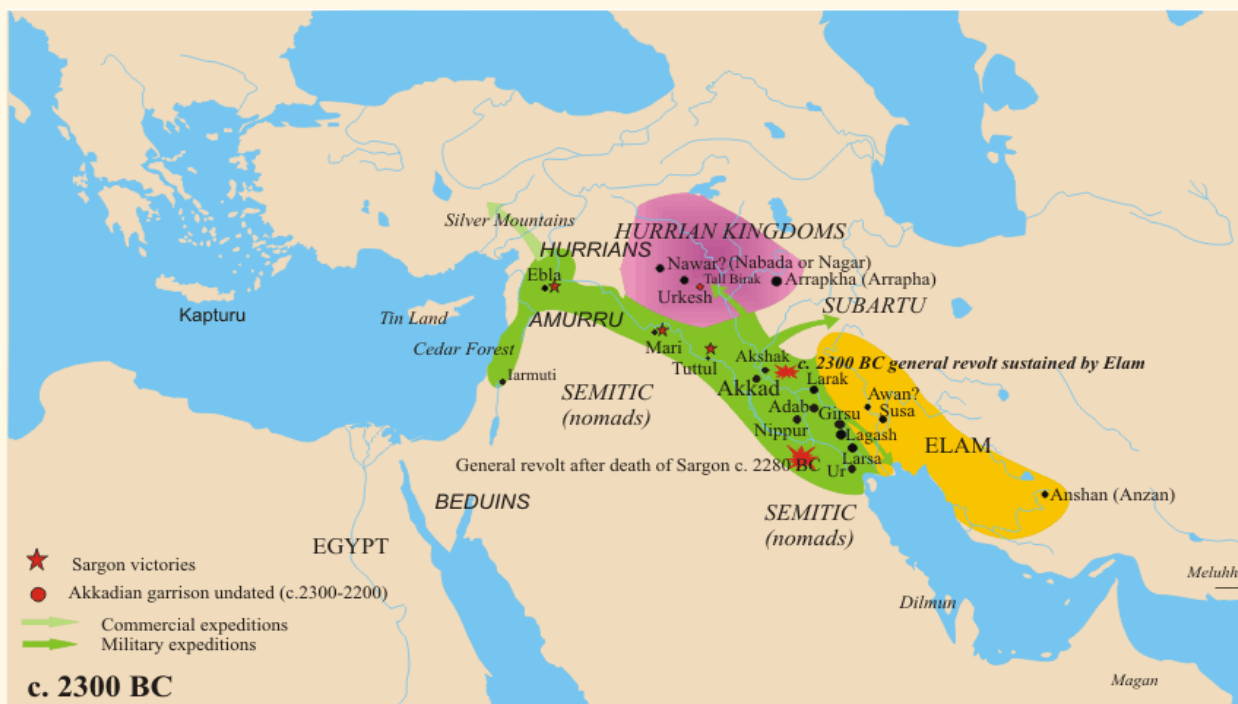 Silver Mountains
HURRIAN KINGDOMS
HURRIANS
Nawar? (Nabada or Nagar)
Ebla
Tall Birak
Arrapkha (Arrapha)
Urkesh
SUBARTU
Kapturu
Tin Land
AMURRU
Cedar Forest
Mari
Tuttul
Akshak
c. 2300 BC general revolt sustained by Elam
Iarmuti
Akkad
Larak
SEMITIC
(nomads)
Awan?
Adab
Girsu
Susa
Nippur
Lagash
ELAM
General revolt after death of Sargon c. 2280 BC
Larsa
Ur
Anshan (Anzan)
BEDUINS
SEMITIC
(nomads)
EGYPT
Sargon victories
Akkadian garrison undated (c.2300-2200)
Meluhh
Dilmun
Commercial expeditions
Military expeditions
Magan
c. 2300 BC